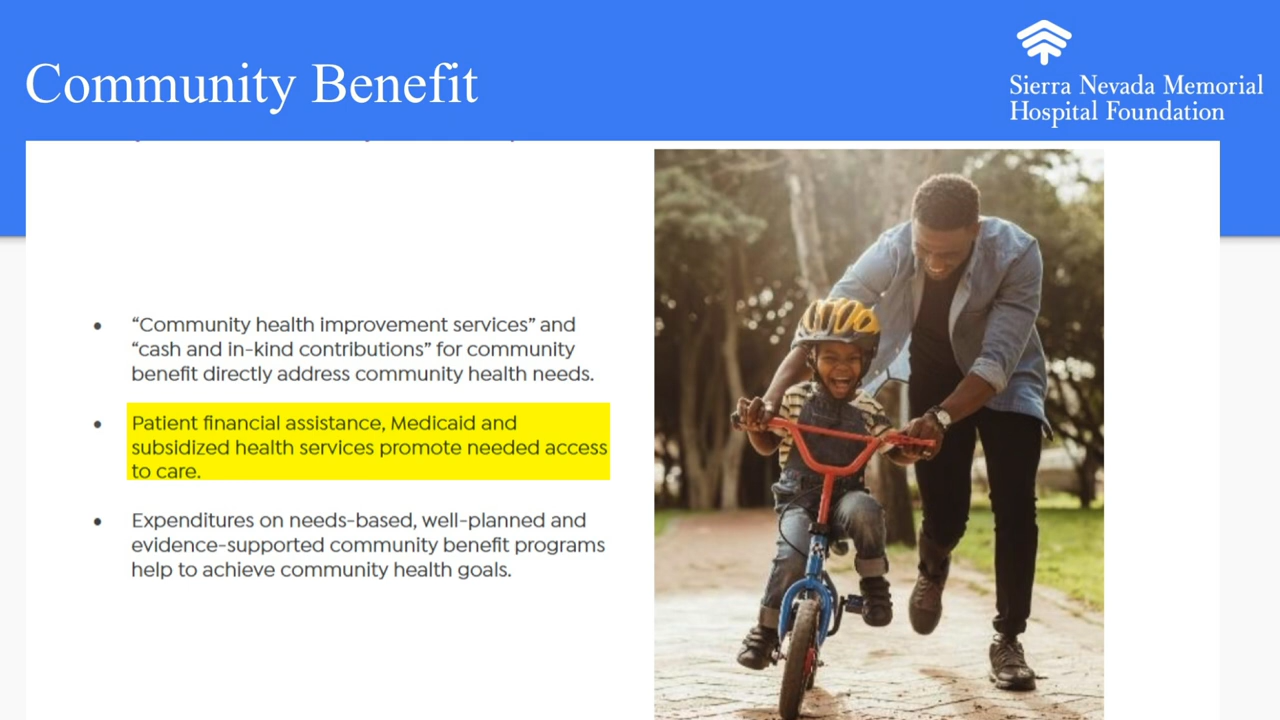 Community Benefit
Sierra Nevada Memorial
Hospital Foundation
“Community health improvement services” and
“cash and in-kind contributions” for community
benefit directly address community health needs.
Patient financial assistance, Medicaid and
subsidized health services promote needed access
to care.
Expenditures on needs-based, well-planned and
evidence-supported community benefit programs
help to achieve community health goals.